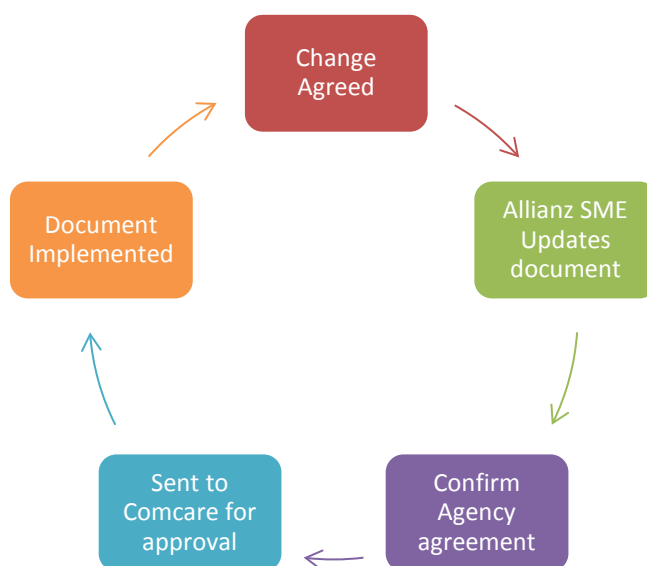 Change
Agreed
Allianz SME
Updates
document
Confirm
Agency
agreement
Sent to
Comcare for
approval
Document
Implemented